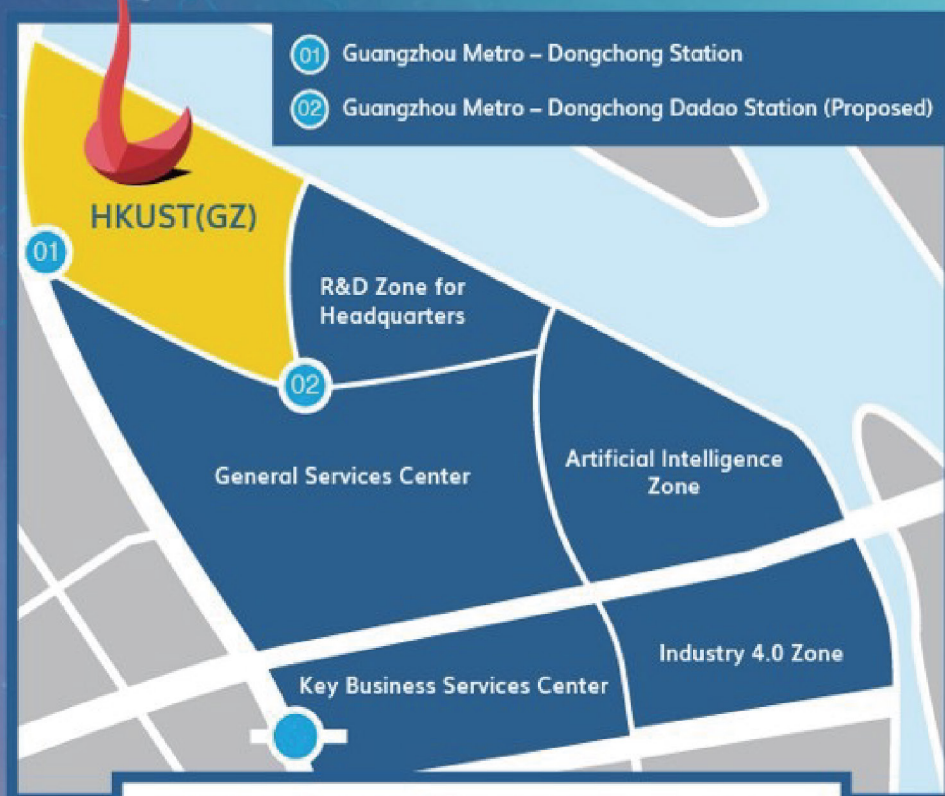 01 Guangzhou Metro – Dongchong Station
02 Guangzhou Metro – Dongchong Dadao Station (Proposed)
HKUST(GZ)
01
R&D Zone for
Headquarters
02
General Services Center
Artificial Intelligence
Zone
Industry 4.0 Zone
Key Business Services Center